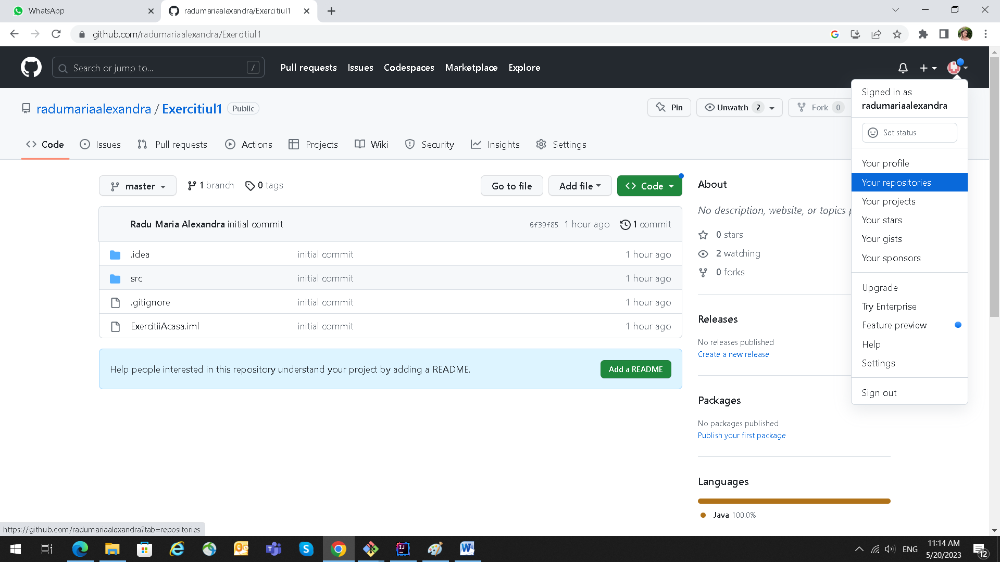 WhatsApp
radumariaalexandra/Exercitiul1
github.com/radumariaalexandra/Exercitiul1
Search or jump to...
/
Pull requests
Issues
Codespaces
Marketplace
Explore
Signed in as
radumariaalexandra
Set status
Your profile
Your repositories
Your projects
Your stars
Your gists
Your sponsors
Upgrade
Try Enterprise
Feature preview
Help
Settings
Sign out
radumariaalexandra / Exercitiul1 Public
Pin
Unwatch 2
Fork 0
Code
Issues
Pull requests
Actions
Projects
Wiki
Security
Insights
Settings
master
1 branch
0 tags
Go to file
Add file
Code
Radu Maria Alexandra initial commit
6f39f85 1 hour ago
1 commit
.idea initial commit 1 hour ago
src initial commit 1 hour ago
.gitignore initial commit 1 hour ago
ExercitiiAcasa.iml initial commit 1 hour ago
Help people interested in this repository understand your project by adding a README.
Add a README
About
No description, website, or topics
0 stars
2 watching
0 forks
Releases
No releases published
Create a new release
Packages
No packages published
Publish your first package
Languages
Java 100.0%
https://github.com/radumariaalexandra?tab=repositories
ENG
11:14 AM
5/20/2023
12